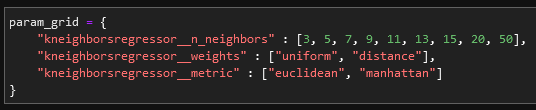 param_grid = {
    "kneighborsregressor__n_neighbors" : [3, 5, 7, 9, 11, 13, 15, 20, 50],
    "kneighborsregressor__weights" : ["uniform", "distance"],
    "kneighborsregressor__metric" : ["euclidean", "manhattan"]
}